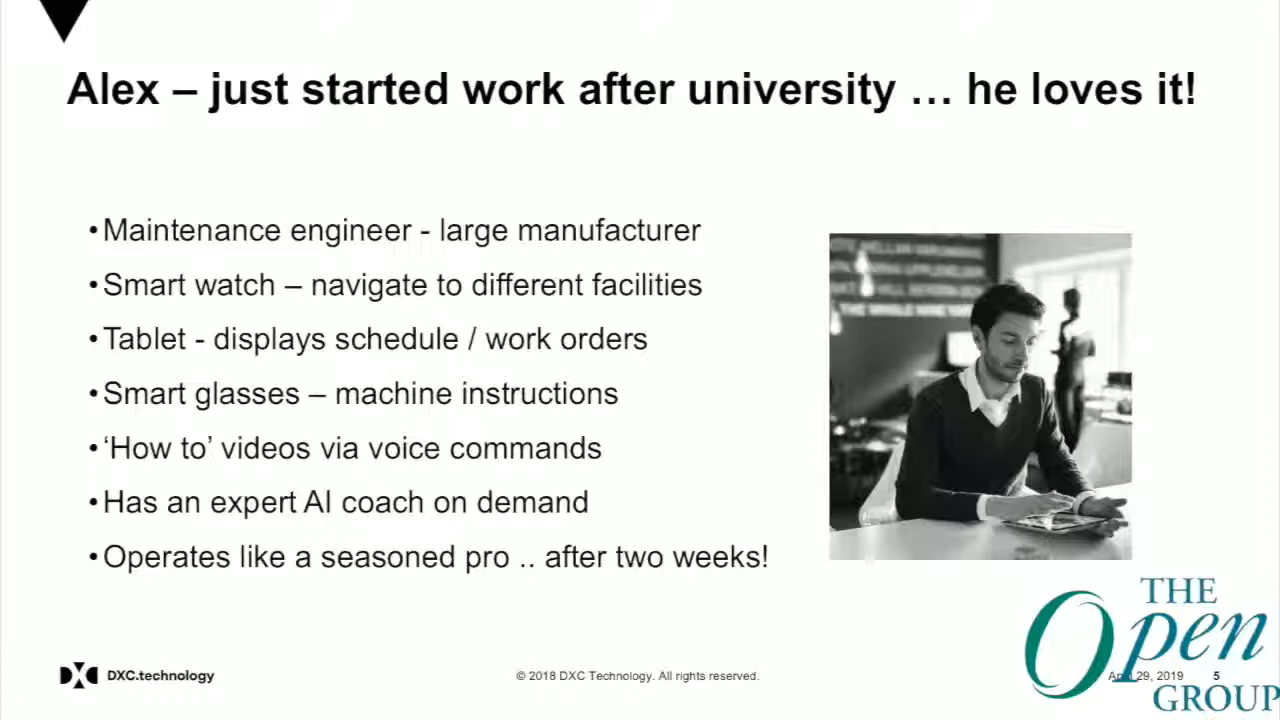 Alex – just started work after university … he loves it!
•Maintenance engineer - large manufacturer
•Smart watch – navigate to different facilities
•Tablet - displays schedule / work orders
•Smart glasses – machine instructions
•‘How to’ videos via voice commands
•Has an expert AI coach on demand
•Operates like a seasoned pro .. after two weeks!
THE
Open
GROUP
DXC.technology
© 2018 DXC Technology. All rights reserved.
29, 2019
5